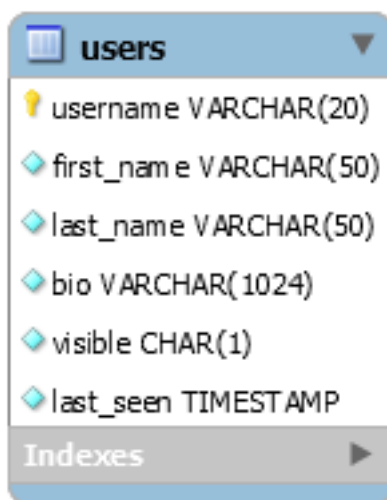 users
username VARCHAR(20)
first_name VARCHAR(50)
last_name VARCHAR(50)
bio VARCHAR(1024)
visible CHAR(1)
last_seen TIMESTAMP
Indexes